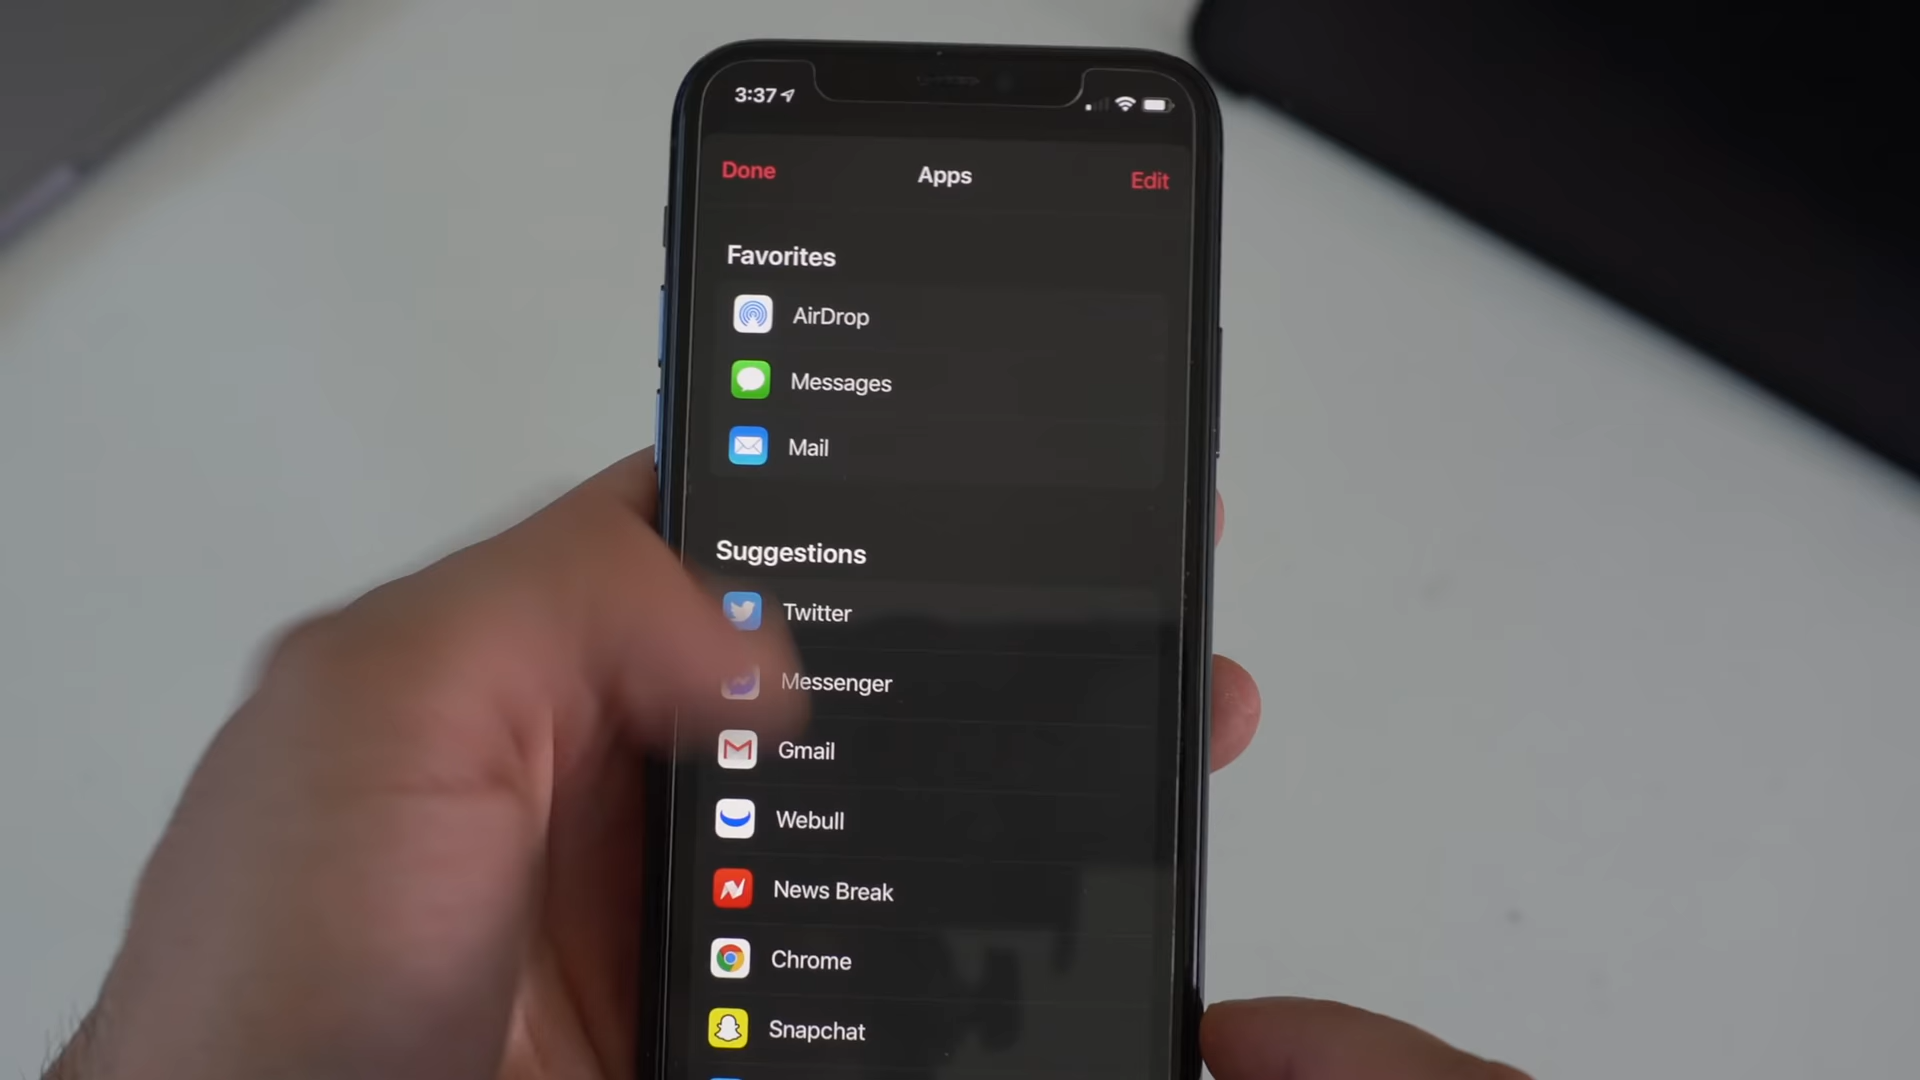 3:37
Done Apps Edit
Favorites
AirDrop
Messages
Mail
Suggestions
Twitter
Messenger
Gmail
Webull
News Break
Chrome
Snapchat